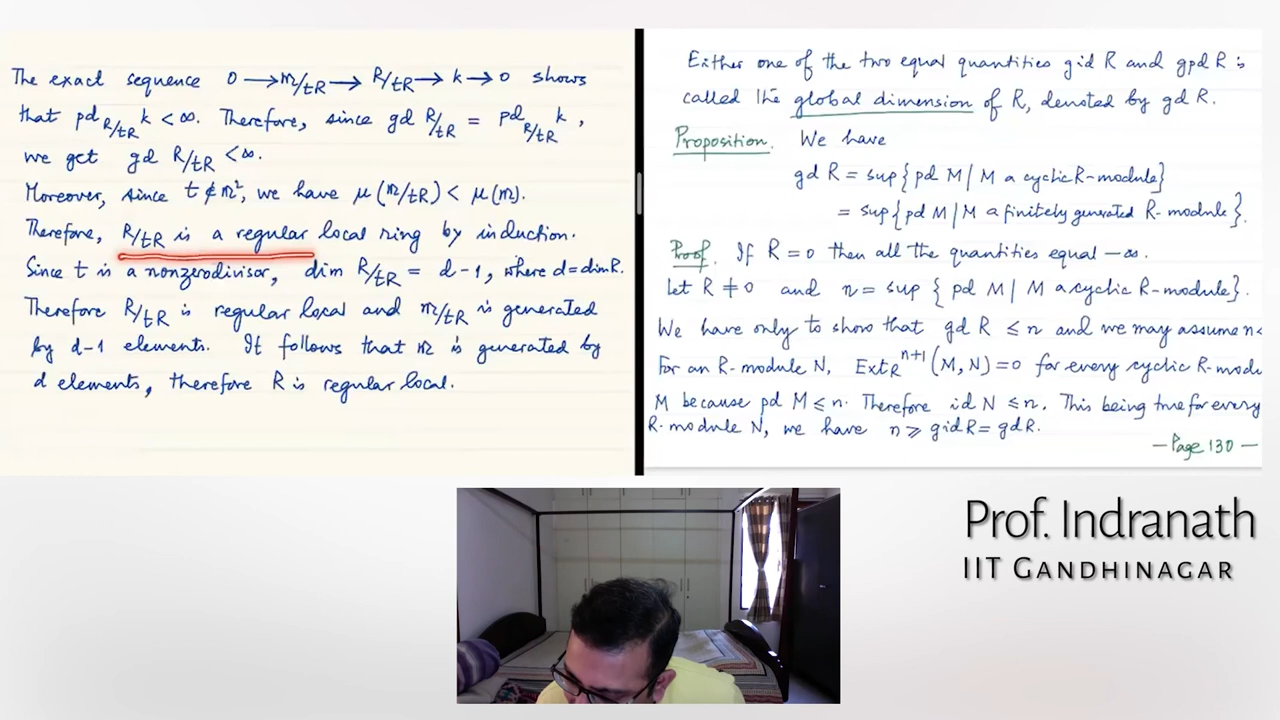 The exact sequence 0 → 𝔪/tR → R/tR → k → 0 shows
that pd_{R/tR} k < ∞. Therefore, since gd R/tR = pd_{R/tR} k,
we get gd R/tR < ∞.
Moreover, since t ∉ 𝔪², we have μ(𝔪/tR) < μ(𝔪).
Therefore, R/tR is a regular local ring by induction.
Since t is a nonzerodivisor, dim R/tR = d-1, where d = dim R.
Therefore R/tR is regular local and 𝔪/tR is generated
by d-1 elements. It follows that 𝔪 is generated by
d elements, therefore R is regular local.
Either one of the two equal quantities gid R and gpd R is
called the global dimension of R, denoted by gd R.
Proposition. We have
gd R = sup{pd M | M a cyclic R-module}
= sup{pd M | M a finitely generated R-module}.
Proof. If R = 0 then all the quantities equal -∞.
Let R ≠ 0 and n = sup {pd M | M a cyclic R-module}.
We have only to show that gd R ≤ n and we may assume n<
For an R-module N, Ext_R^{n+1}(M, N) = 0 for every cyclic R-modu
M because pd M ≤ n. Therefore id N ≤ n. This being true for every
R-module N, we have n ≥ gid R = gd R.
— Page 130 —
Prof. Indranath
IIT GANDHINAGAR